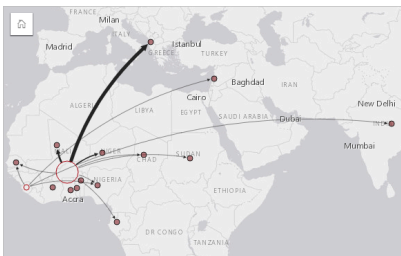 FRANCE
Milan
ITALY
Madrid
Istanbul
GREECE
TURKEY
Baghdad
IRAN
Cairo
New Delhi
ALGERIA
LIBYA
EGYPT
SAUDI ARABIA
Dubai
Mumbai
CHAD
SUDAN
NIGERIA
Accra
ETHIOPIA
DR CONGO
TANZANIA